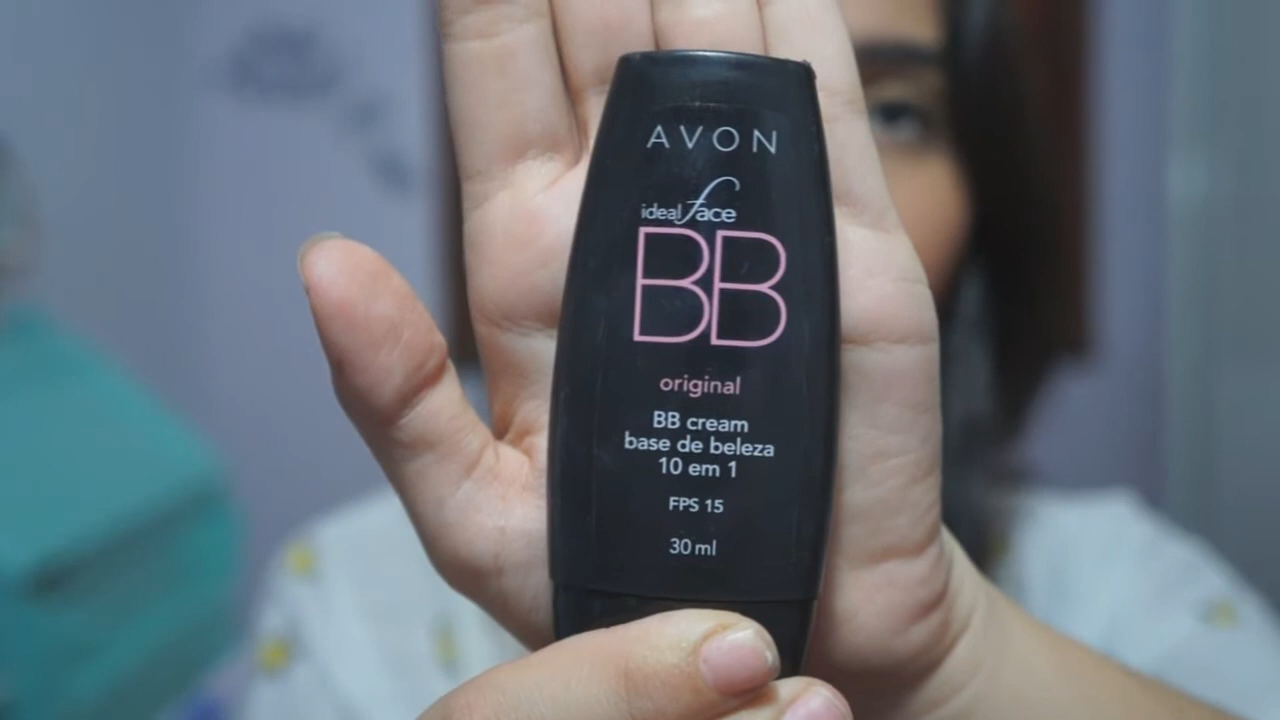 AVON
ideal face
BB
original
BB cream
base de beleza
10 em 1
FPS 15
30 ml